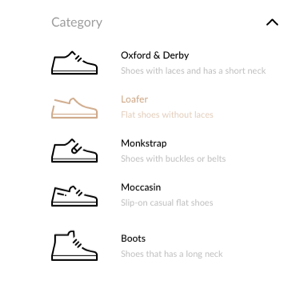 Category
Oxford & Derby
Shoes with laces and has a short neck
Loafer
Flat shoes without laces
Monkstrap
Shoes with buckles or belts
Moccasin
Slip-on casual flat shoes
Boots
Shoes that has a long neck